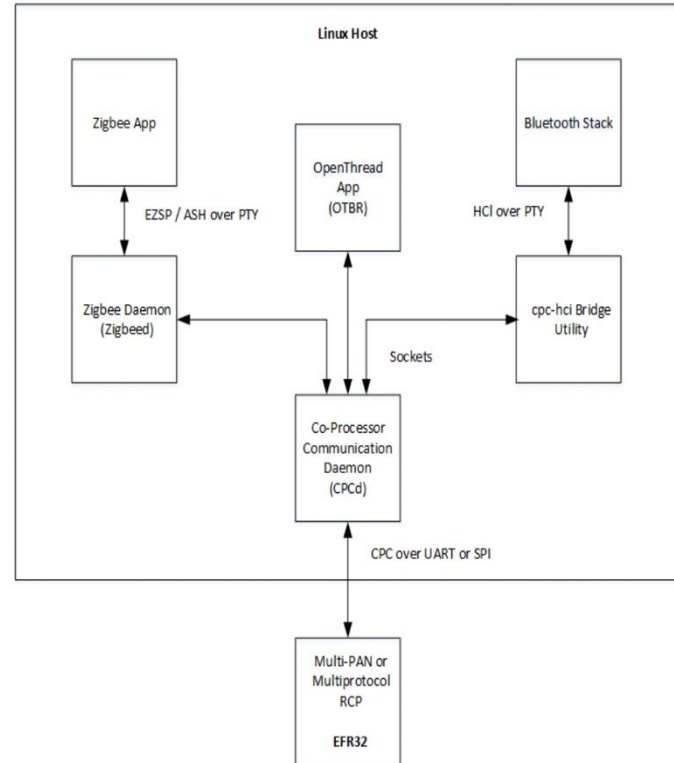 Linux Host
Zigbee App
Bluetooth Stack
OpenThread
App
(OTBR)
EZSP / ASH over PTY
HCI over PTY
Zigbee Daemon
(Zigbeed)
cpc-hci Bridge
Utility
Sockets
Co-Processor
Communication
Daemon
(CPCd)
CPC over UART or SPI
Multi-PAN or
Multiprotocol
RCP
EFR32